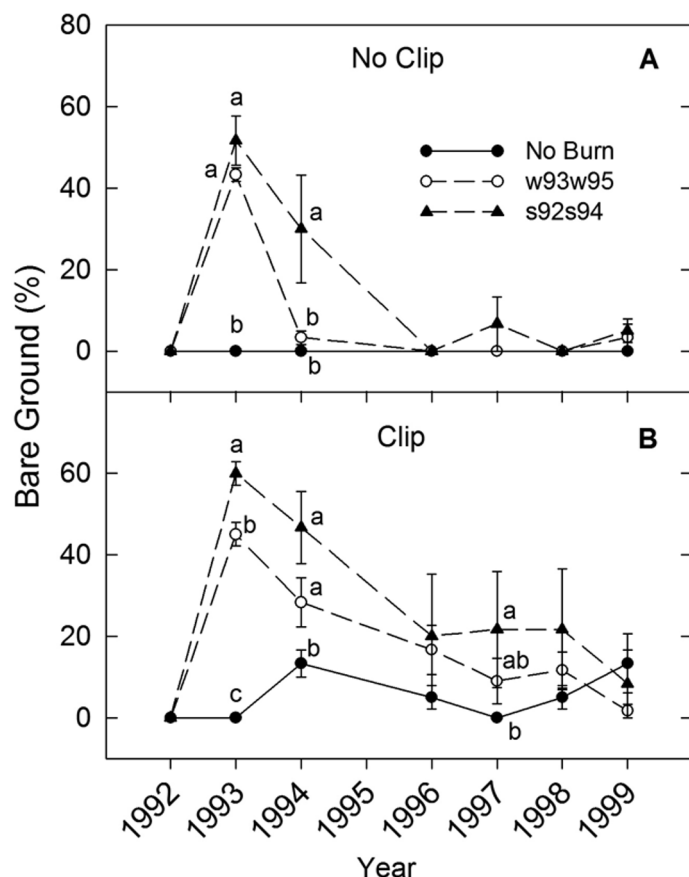 80
No Clip
A
a
60
No Burn
w93w95
s92s94
a
40
a
20
b
b
0
b
Bare Ground (%)
Clip
B
a
60
b
a
40
a
20
b
a
ab
c
0
b
1992
1993
1994
1995
1996
1997
1998
1999
Year